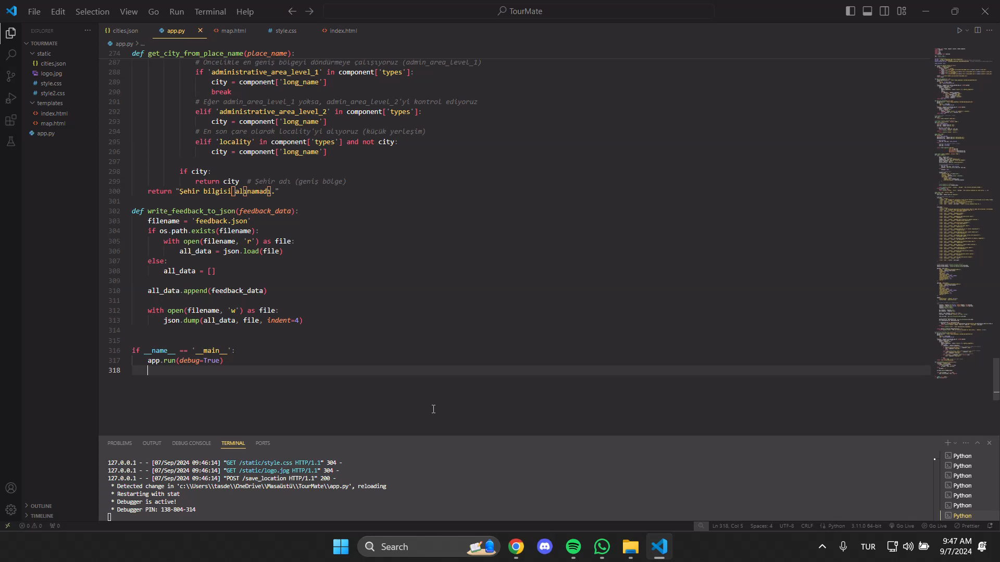 File Edit Selection View Go Run Terminal Help
TourMate
EXPLORER
TOURMATE
static
cities.json
logo.jpg
style.css
style2.css
templates
index.html
map.html
app.py
OUTLINE
TIMELINE
cities.json app.py map.html style.css index.html
app.py > ...
274 def get_city_from_place_name(place_name):
287 # Öncelikle en geniş bölgeyi döndürmeye çalışıyoruz (admin_area_level_1)
288 if 'administrative_area_level_1' in component['types']:
289 city = component['long_name']
290 break
291 # Eğer admin_area_level_1 yoksa, admin_area_level_2'yi kontrol ediyoruz
292 elif 'administrative_area_level_2' in component['types']:
293 city = component['long_name']
294 # En son çare olarak locality'yi alıyoruz (küçük yerleşim)
295 elif 'locality' in component['types'] and not city:
296 city = component['long_name']
297
298 if city:
299 return city # Şehir adı (geniş bölge)
300 return "Şehir bilgisi alınamadı."
301
302 def write_feedback_to_json(feedback_data):
303 filename = 'feedback.json'
304 if os.path.exists(filename):
305 with open(filename, 'r') as file:
306 all_data = json.load(file)
307 else:
308 all_data = []
309
310 all_data.append(feedback_data)
311
312 with open(filename, 'w') as file:
313 json.dump(all_data, file, indent=4)
314
315
316 if __name__ == '__main__':
317 app.run(debug=True)
318
PROBLEMS OUTPUT DEBUG CONSOLE TERMINAL PORTS
127.0.0.1 - - [07/Sep/2024 09:46:14] "GET /static/style.css HTTP/1.1" 304 -
127.0.0.1 - - [07/Sep/2024 09:46:14] "GET /static/logo.jpg HTTP/1.1" 304 -
127.0.0.1 - - [07/Sep/2024 09:46:14] "POST /save_location HTTP/1.1" 200 -
* Detected change in 'c:\\Users\\tasde\\OneDrive\\Masaüstü\\TourMate\\app.py', reloading
* Restarting with stat
* Debugger is active!
* Debugger PIN: 138-804-314
Python
Python
Python
Python
Python
Python
Python
0 0 0 Ln 318, Col 5 Spaces: 4 UTF-8 CRLF Python 3.11.0 64-bit Go Live Go Live Prettier
Search
TUR
9:47 AM
9/7/2024